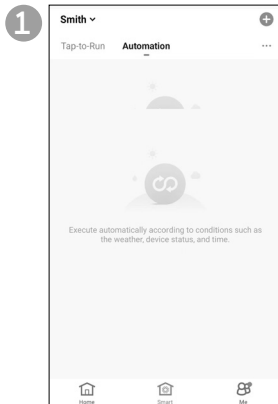 1
Smith
Tap-to-Run Automation ...
Execute automatically according to conditions such as
the weather, device status, and time.
Home Smart Me